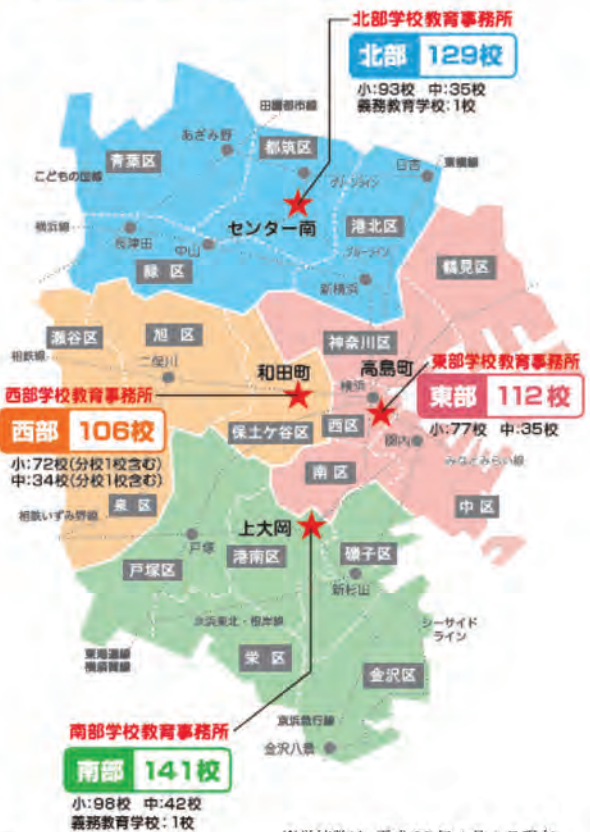 北部学校教育事務所
北部 129校
小:93校 中:35校
義務教育学校:1校
田園都市線
あざみ野
都筑区
青葉区
こどもの国線
グリーンライン
日吉
東横線
センター南
港北区
横浜線
長津田
中山
ブルーライン
鶴見区
緑区
新横浜
瀬谷区
旭区
神奈川区
相鉄線
二俣川
和田町
高島町
東部学校教育事務所
横浜
東部 112校
小:77校 中:35校
西部学校教育事務所
西部 106校
小:72校(分校1校含む)
中:34校(分校1校含む)
保土ケ谷区
西区
関内
みなとみらい線
南区
中区
泉区
相鉄いずみ野線
上大岡
戸塚
戸塚区
港南区
磯子区
新杉山
京浜東北・根岸線
シーサイド
ライン
東海道線
横須賀線
栄区
金沢区
京浜急行線
金沢八景
南部学校教育事務所
南部 141校
小:98校 中:42校
義務教育学校:1校